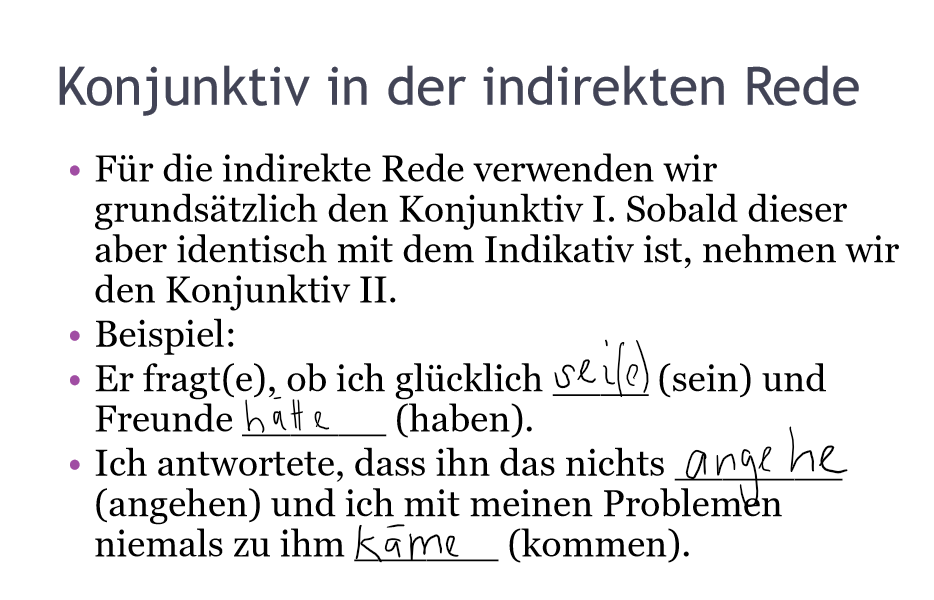 Konjunktiv in der indirekten Rede
• Für die indirekte Rede verwenden wir
grundsätzlich den Konjunktiv I. Sobald dieser
aber identisch mit dem Indikativ ist, nehmen wir
den Konjunktiv II.
• Beispiel:
• Er fragt(e), ob ich glücklich sei(e) (sein) und
Freunde hätte (haben).
• Ich antwortete, dass ihn das nichts angehe
(angehen) und ich mit meinen Problemen
niemals zu ihm käme (kommen).